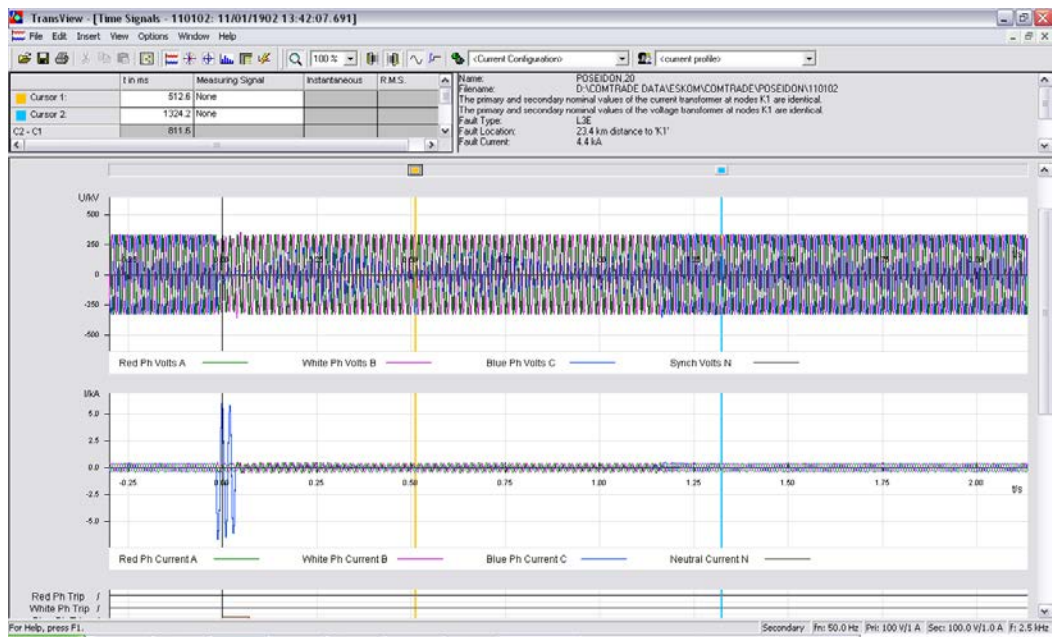 TransView - [Time Signals - 110102: 11/01/1902 13:42:07.691]
File Edit Insert View Options Window Help
100 % <Current Configuration> <current profile>
t in ms Measuring Signal Instantaneous R.M.S.
Cursor 1: 512.6 None
Cursor 2: 1324.2 None
C2 - C1 811.6
Name: POSEIDON,20
Filename: D:\COMTRADE DATA\ESKOM\COMTRADE\POSEIDON\110102
The primary and secondary nominal values of the current transformer at nodes K1 are identical.
The primary and secondary nominal values of the voltage transformer at nodes K1 are identical.
Fault Type: L3E
Fault Location: 23.4 km distance to 'K1'
Fault Current: 4.4 kA
U/kV
500
250
0
-250
-500
Red Ph Volts A White Ph Volts B Blue Ph Volts C Synch Volts N
I/kA
5.0
2.5
0.0
-0.25 0.00 0.25 0.50 0.75 1.00 1.25 1.50 1.75 2.00
t/s
-2.5
-5.0
Red Ph Current A White Ph Current B Blue Ph Current C Neutral Current N
Red Ph Trip /
White Ph Trip /
For Help, press F1.
Secondary fn: 50.0 Hz Pri: 100 V/1 A Sec: 100.0 V/1.0 A F: 2.5 kHz